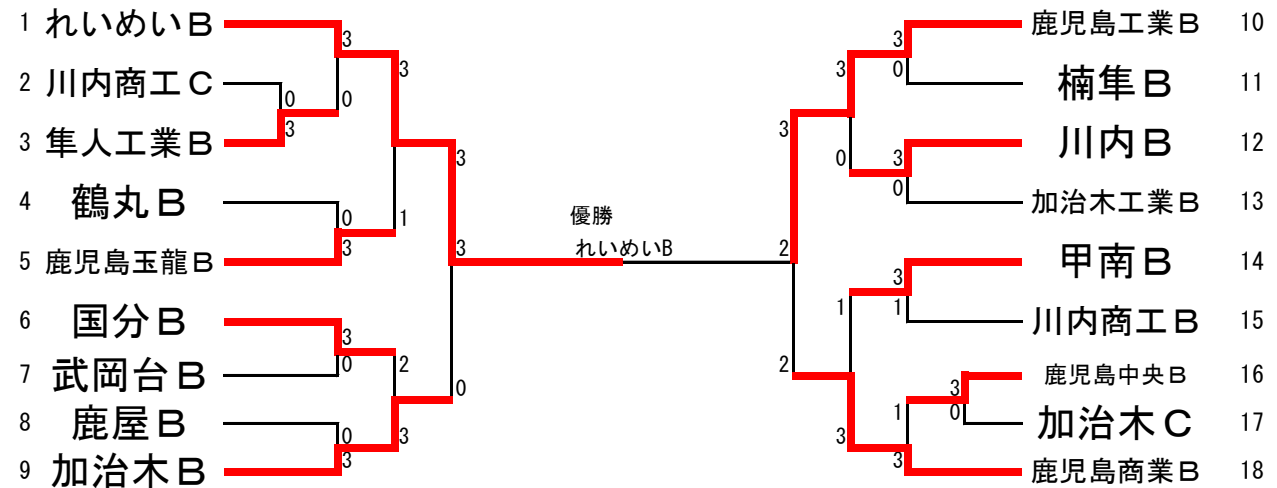 1 れいめいB
2 川内商工C
3 隼人工業B
4 鶴丸B
5 鹿児島玉龍B
6 国分B
7 武岡台B
8 鹿屋B
9 加治木B
3
0
0
3
3
0
3
1
3
3
0
2
0
3
3
0
優勝
れいめいB
3
2
2
3
0
1
3
3
0
3
0
3
1
1
3
3
0
鹿児島工業B 10
楠隼B 11
川内B 12
加治木工業B 13
甲南B 14
川内商工B 15
鹿児島中央B 16
加治木C 17
鹿児島商業B 18